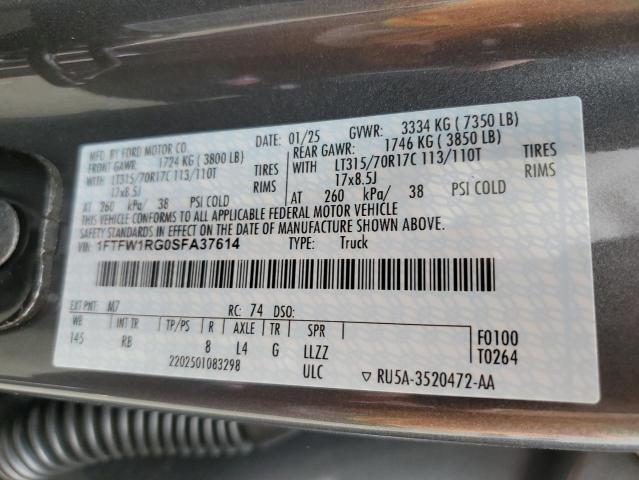 MFD. BY FORD MOTOR CO.
DATE: 01/25 GVWR: 3334 KG ( 7350 LB)
FRONT GAWR: 1724 KG ( 3800 LB)
REAR GAWR: 1746 KG ( 3850 LB)
WITH LT315/70R17C 113/110T TIRES
WITH LT315/70R17C 113/110T TIRES
17x8.5J RIMS
17x8.5J RIMS
AT 260 kPa/ 38 PSI COLD
AT 260 kPa/ 38 PSI COLD
THIS VEHICLE CONFORMS TO ALL APPLICABLE FEDERAL MOTOR VEHICLE
SAFETY STANDARDS IN EFFECT ON THE DATE OF MANUFACTURE SHOWN ABOVE.
VIN: 1FTFW1RG0SFA37614 TYPE: Truck
EXT PNT: M7 RC: 74 DSO:
WB INT TR TP/PS R AXLE TR SPR
145 RB 8 L4 G LLZZ
2202501083298 ULC
F0100
T0264
RU5A-3520472-AA